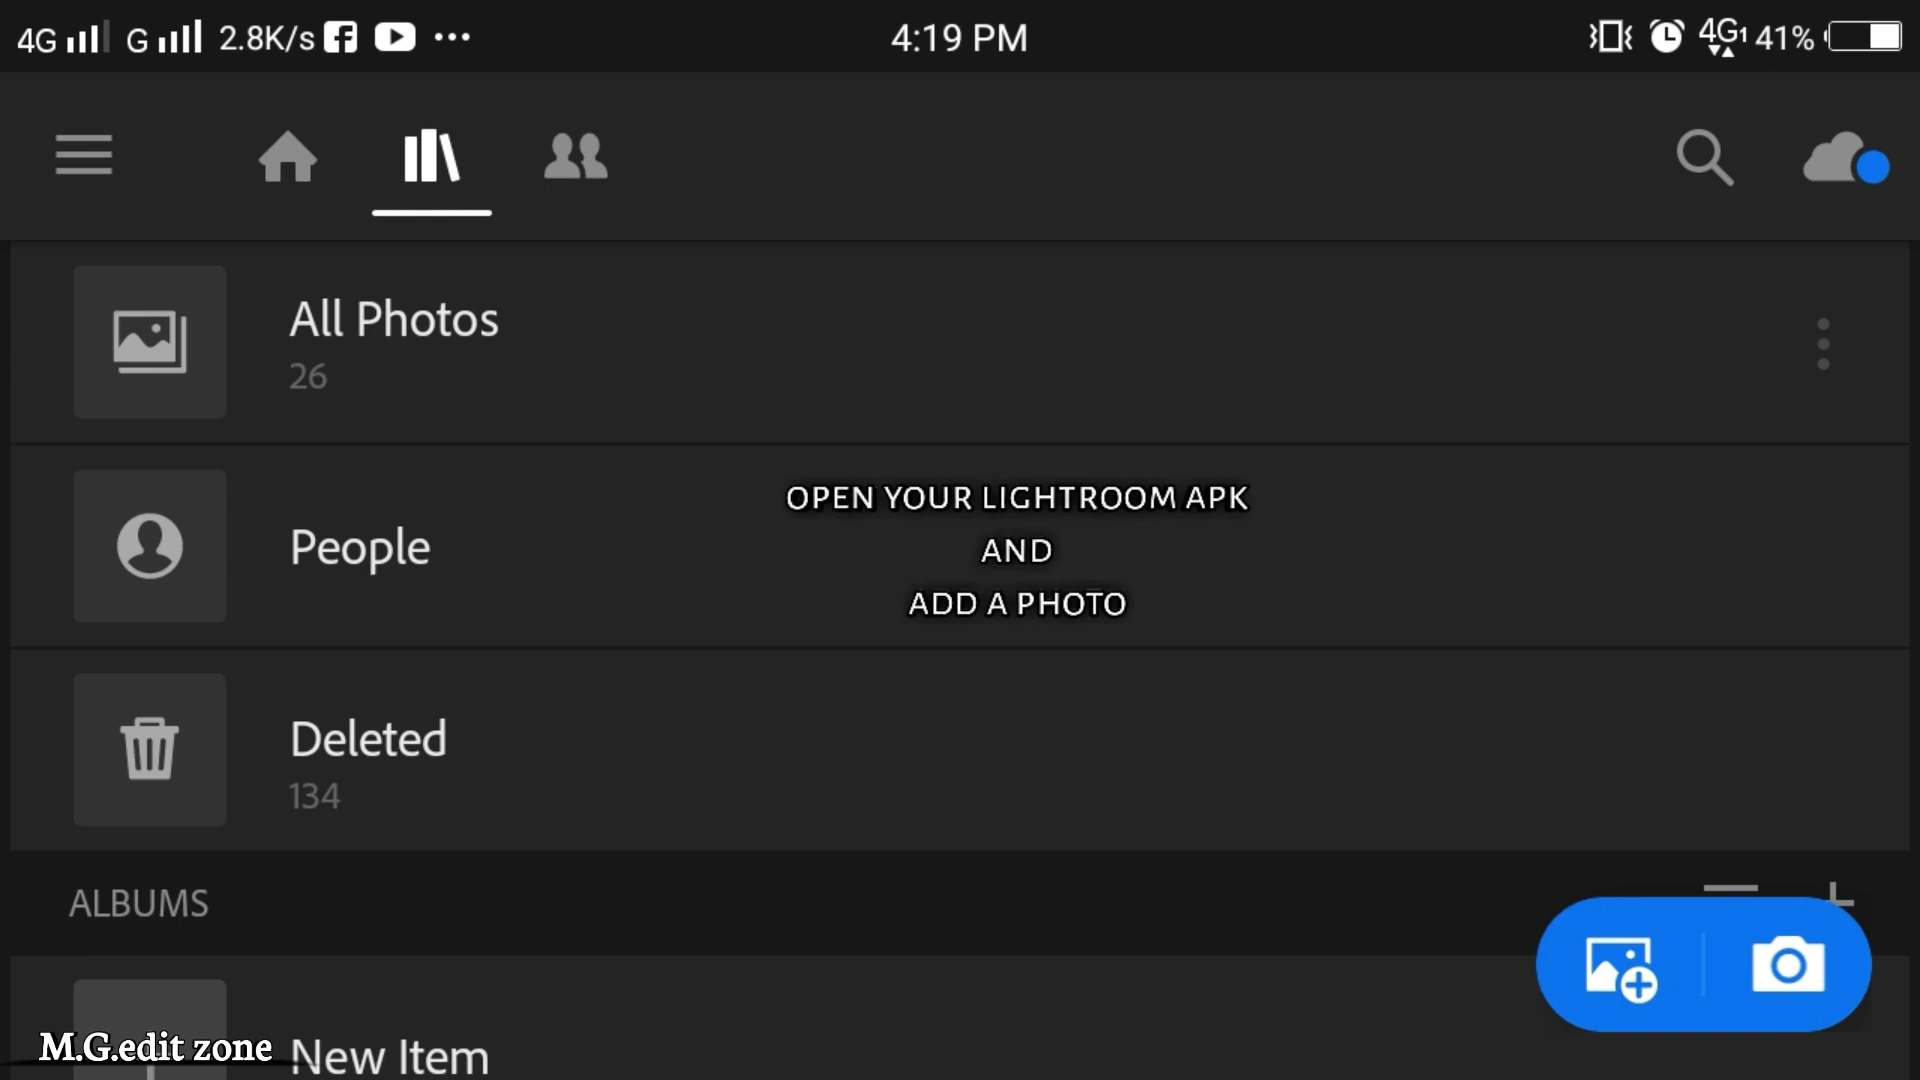 4G G 2.8K/s 4:19 PM 4G1 41%
All Photos
26
People
OPEN YOUR LIGHTROOM APK
AND
ADD A PHOTO
Deleted
134
ALBUMS
New Item
M.G.edit zone